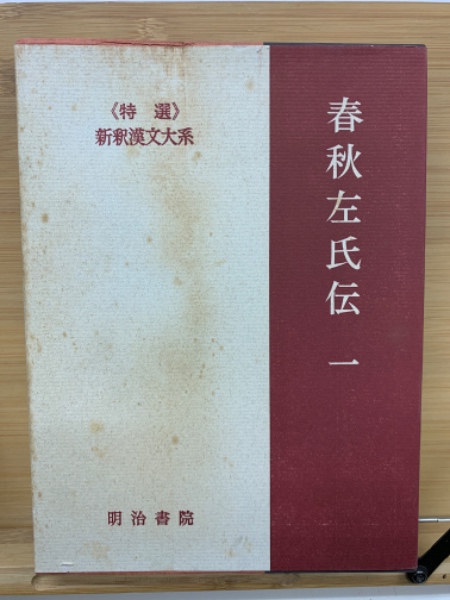 春秋左氏伝 一
《特選》
新釈漢文大系
明治書院